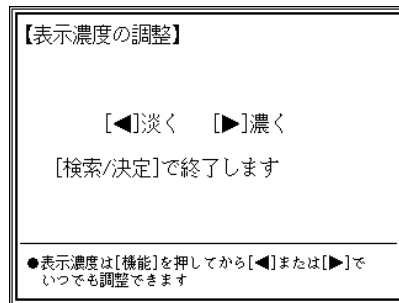 【表示濃度の調整】
[◀]淡く [▶]濃く
[検索/決定]で終了します
●表示濃度は[機能]を押してから[◀]または[▶]で
いつでも調整できます